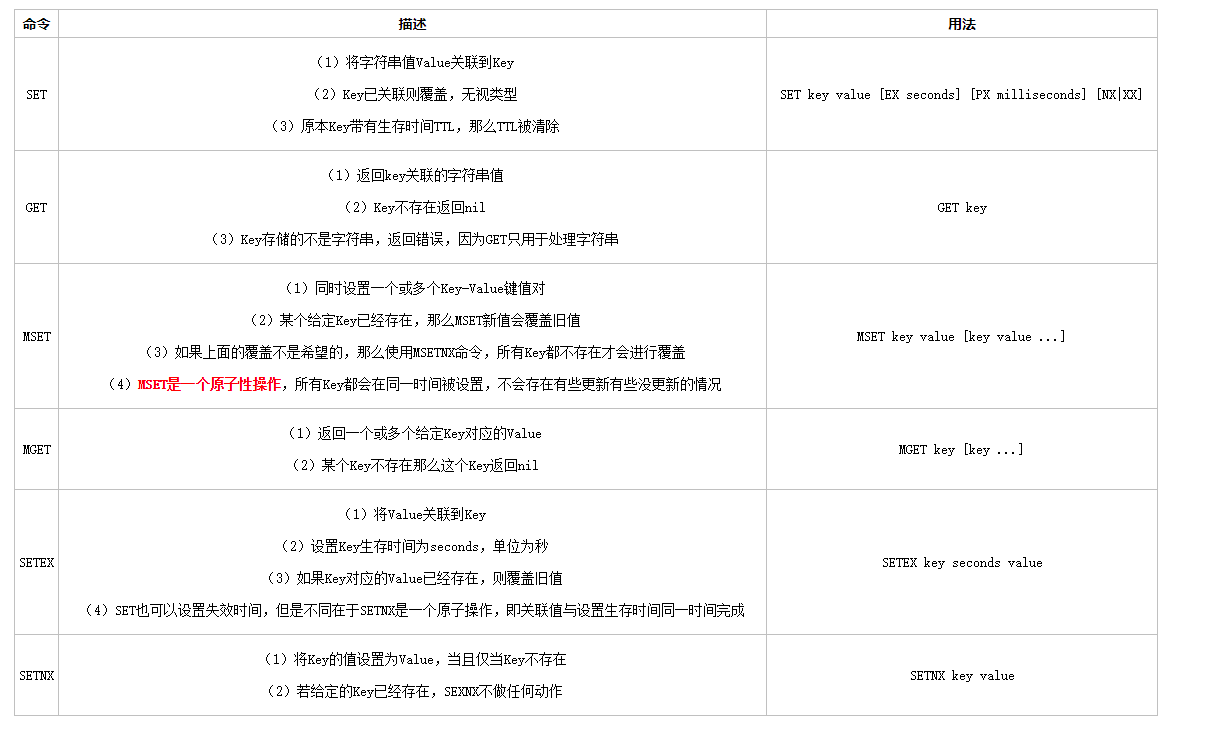 命令 描述 用法
（1）将字符串值Value关联到Key
（2）Key已关联则覆盖，无视类型
SET SET key value [EX seconds] [PX milliseconds] [NX|XX]
（3）原本Key带有生存时间TTL，那么TTL被清除
（1）返回key关联的字符串值
（2）Key不存在返回nil
GET GET key
（3）Key存储的不是字符串，返回错误，因为GET只用于处理字符串
（1）同时设置一个或多个Key-Value键值对
（2）某个给定Key已经存在，那么MSET新值会覆盖旧值
MSET MSET key value [key value ...]
（3）如果上面的覆盖不是希望的，那么使用MSETNX命令，所有Key都不存在才会进行覆盖
（4）MSET是一个原子性操作，所有Key都会在同一时间被设置，不会存在有些更新有些没更新的情况
（1）返回一个或多个给定Key对应的Value
MGET MGET key [key ...]
（2）某个Key不存在那么这个Key返回nil
（1）将Value关联到Key
（2）设置Key生存时间为seconds，单位为秒
SETEX SETEX key seconds value
（3）如果Key对应的Value已经存在，则覆盖旧值
（4）SET也可以设置失效时间，但是不同在于SETNX是一个原子操作，即关联值与设置生存时间同一时间完成
（1）将Key的值设置为Value，当且仅当Key不存在
SETNX SETNX key value
（2）若给定的Key已经存在，SEXNX不做任何动作